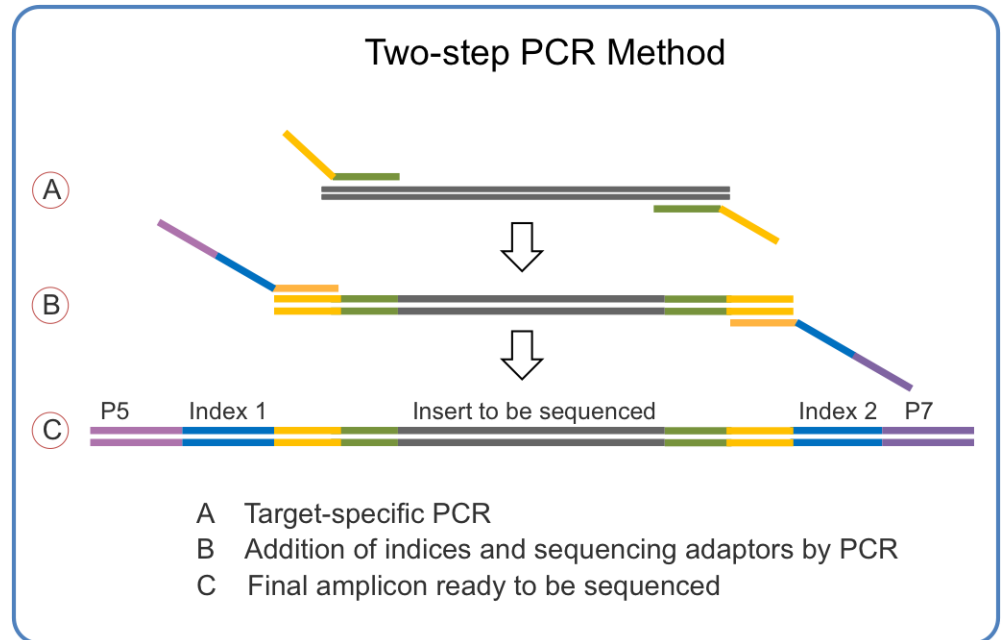 Two-step PCR Method
A
B
P5 Index 1 Insert to be sequenced Index 2 P7
C
A Target-specific PCR
B Addition of indices and sequencing adaptors by PCR
C Final amplicon ready to be sequenced